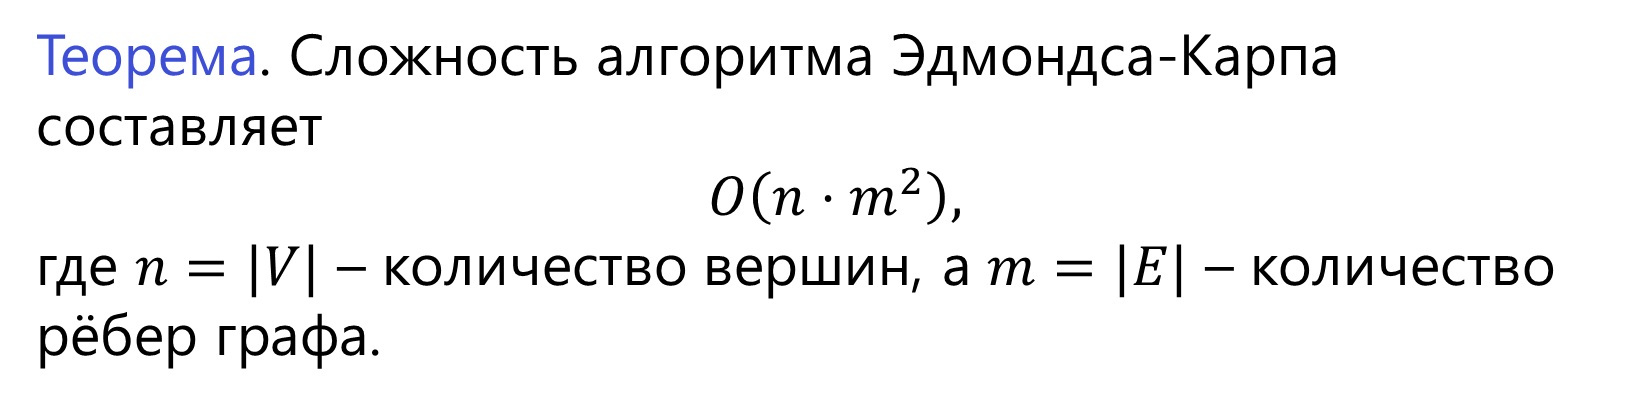 Теорема. Сложность алгоритма Эдмондса-Карпа
составляет
𝑂(𝑛 ⋅ 𝑚²),
где 𝑛 = |𝑉| – количество вершин, а 𝑚 = |𝐸| – количество
рёбер графа.